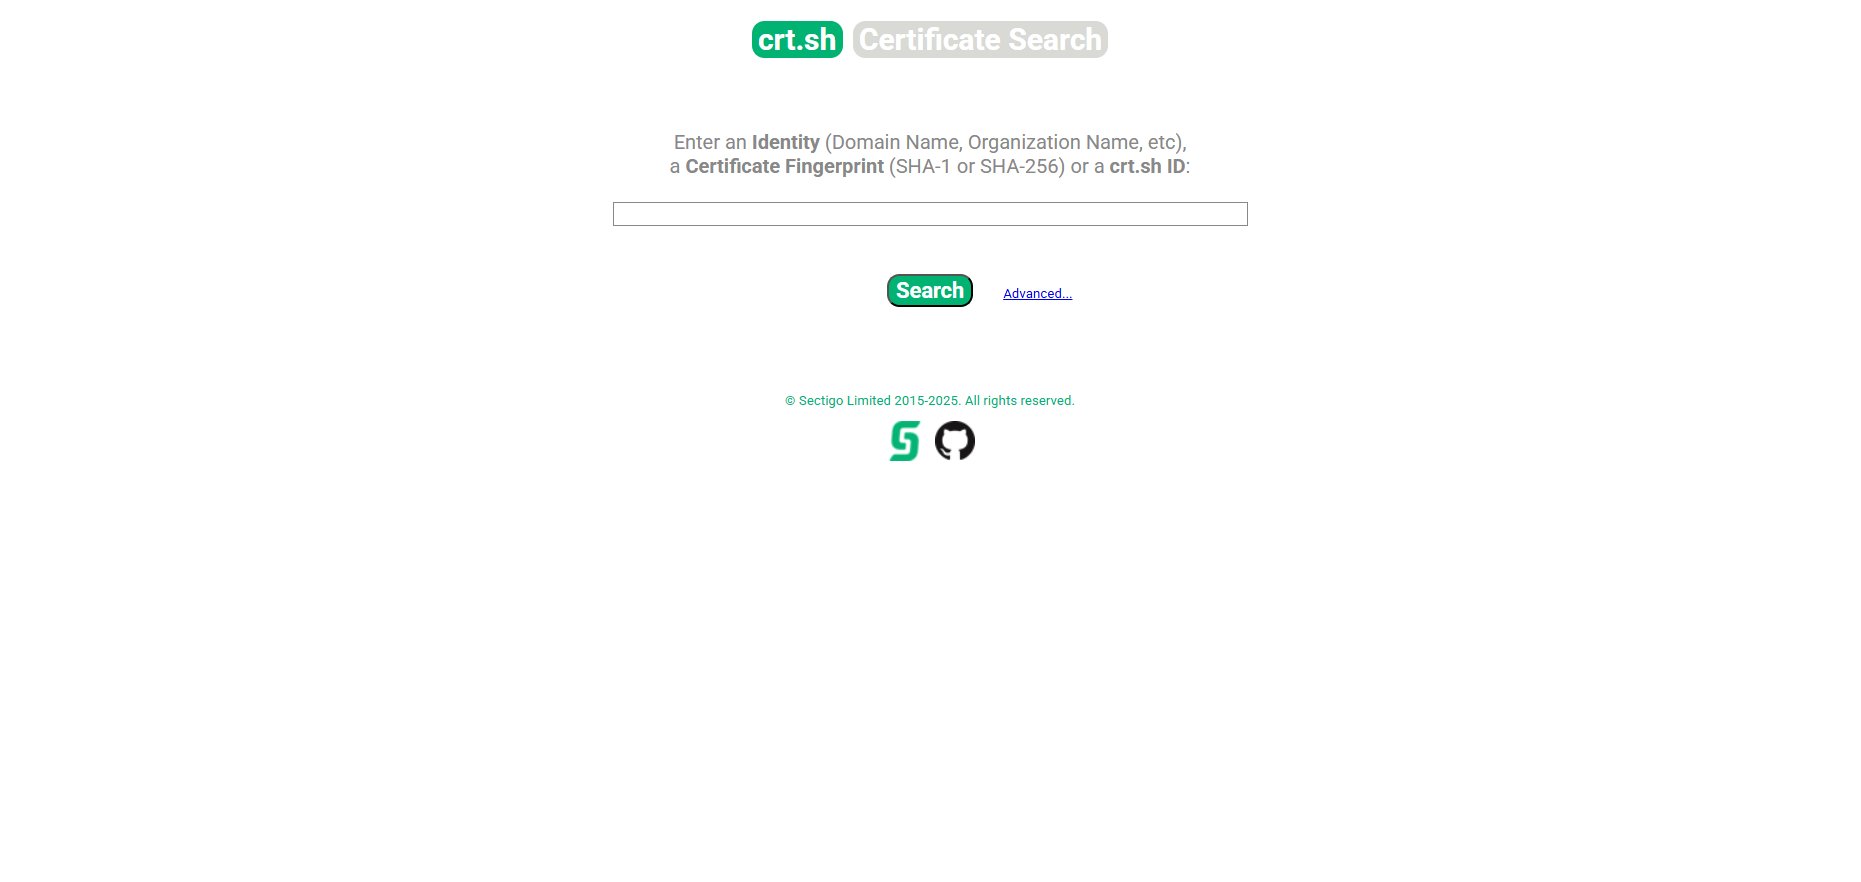 crt.sh Certificate Search
Enter an Identity (Domain Name, Organization Name, etc),
a Certificate Fingerprint (SHA-1 or SHA-256) or a crt.sh ID:
Search Advanced...
© Sectigo Limited 2015-2025. All rights reserved.